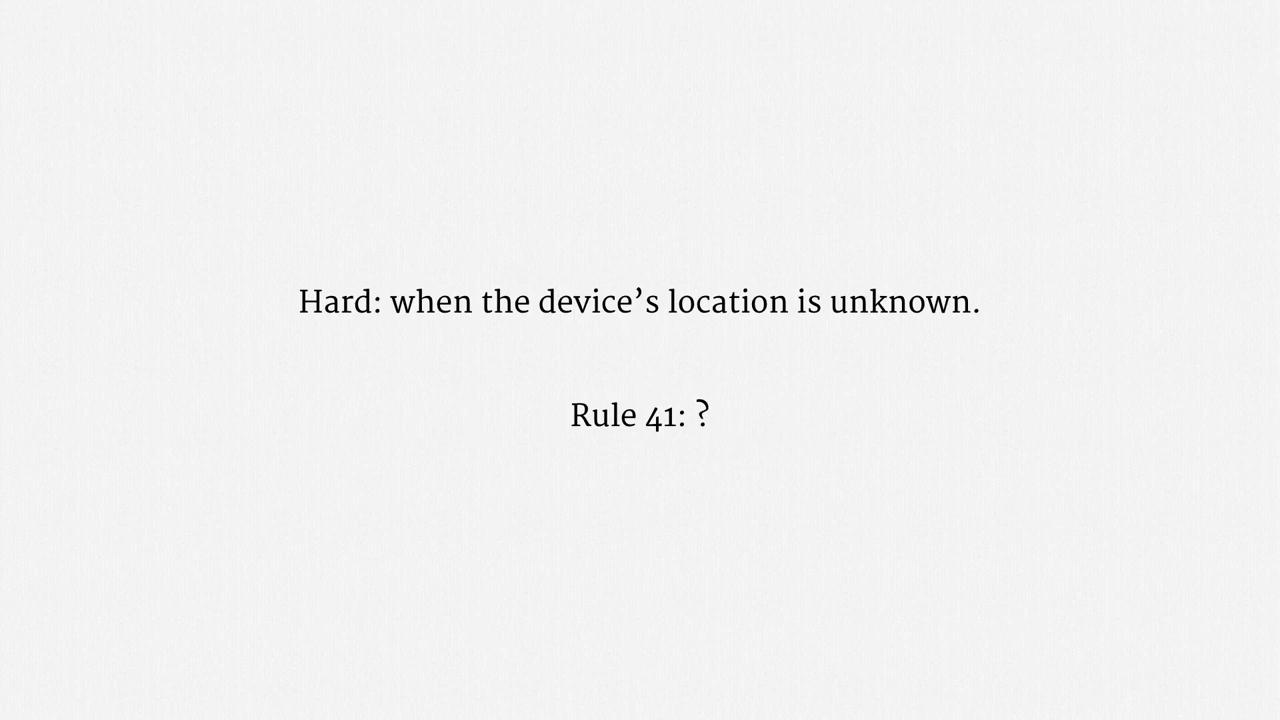 Hard: when the device’s location is unknown.
Rule 41: ?